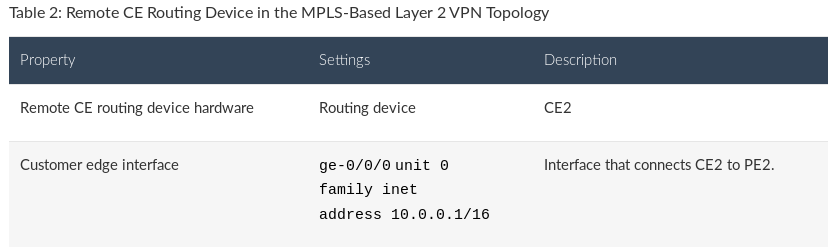 Table 2: Remote CE Routing Device in the MPLS-Based Layer 2 VPN Topology
Property Settings Description
Remote CE routing device hardware Routing device CE2
Customer edge interface ge-0/0/0 unit 0 Interface that connects CE2 to PE2.
family inet
address 10.0.0.1/16